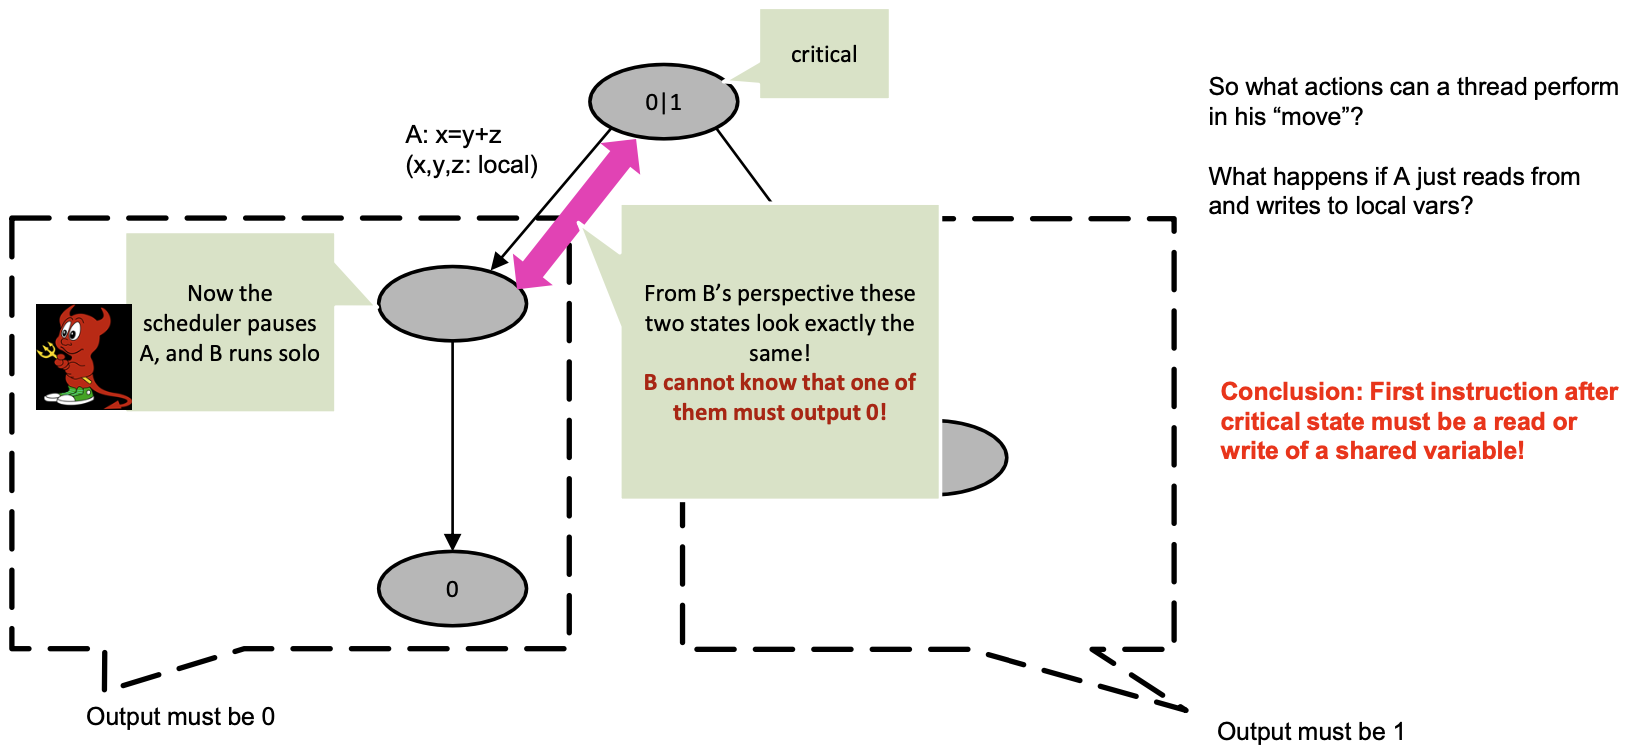 critical
0|1
So what actions can a thread perform
in his “move”?
A: x=y+z
(x,y,z: local)
What happens if A just reads from
and writes to local vars?
Now the
scheduler pauses
A, and B runs solo
From B’s perspective these
two states look exactly the
same!
B cannot know that one of
them must output 0!
Conclusion: First instruction after
critical state must be a read or
write of a shared variable!
0
Output must be 0
Output must be 1